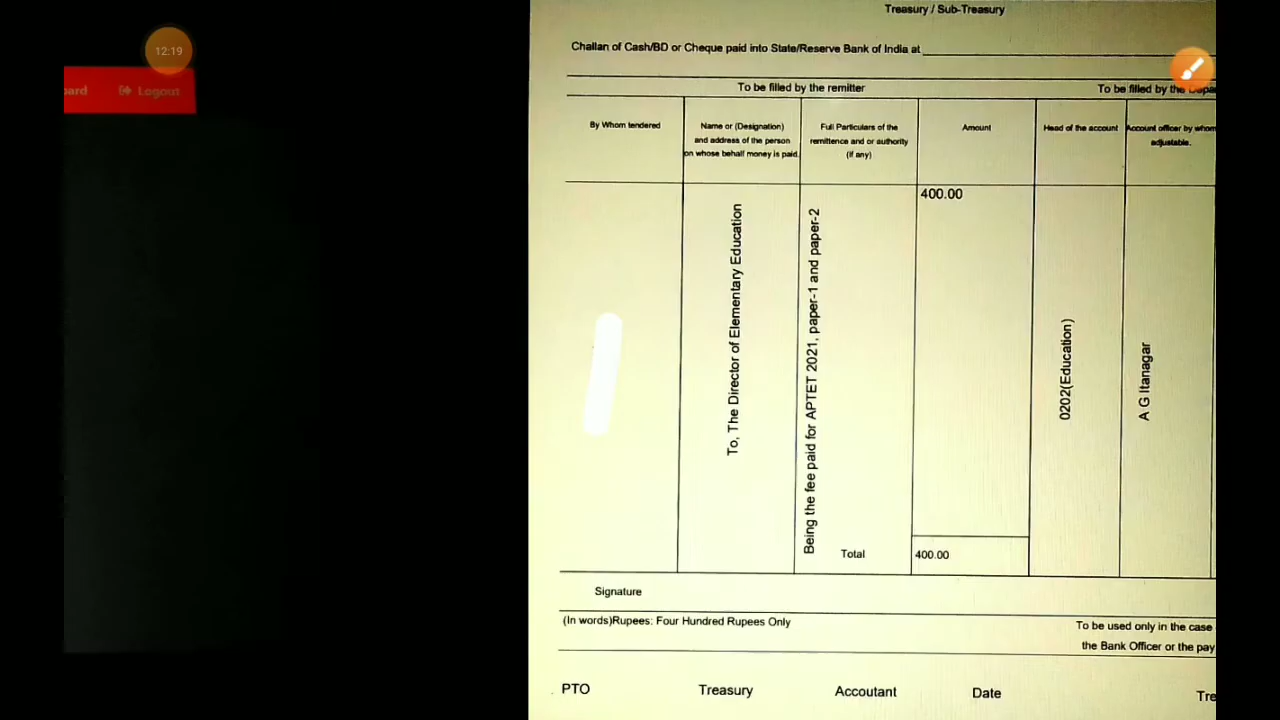 12:19
Logout
Treasury / Sub-Treasury
Challan of Cash/BD or Cheque paid into State/Reserve Bank of India at
To be filled by the remitter
To be filled by the
By Whom tendered
Name or (Designation)
and address of the person
on whose behalf money is paid.
Full Particulars of the
remittence and or authority
(if any)
Amount
Head of the account
Account officer by whom
adjustable.
To, The Director of Elementary Education
Being the fee paid for APTET 2021, paper-1 and paper-2
400.00
0202(Education)
A G Itanagar
Total
400.00
Signature
(In words)Rupees: Four Hundred Rupees Only
To be used only in the case
the Bank Officer or the pay
PTO
Treasury
Accoutant
Date
Tre